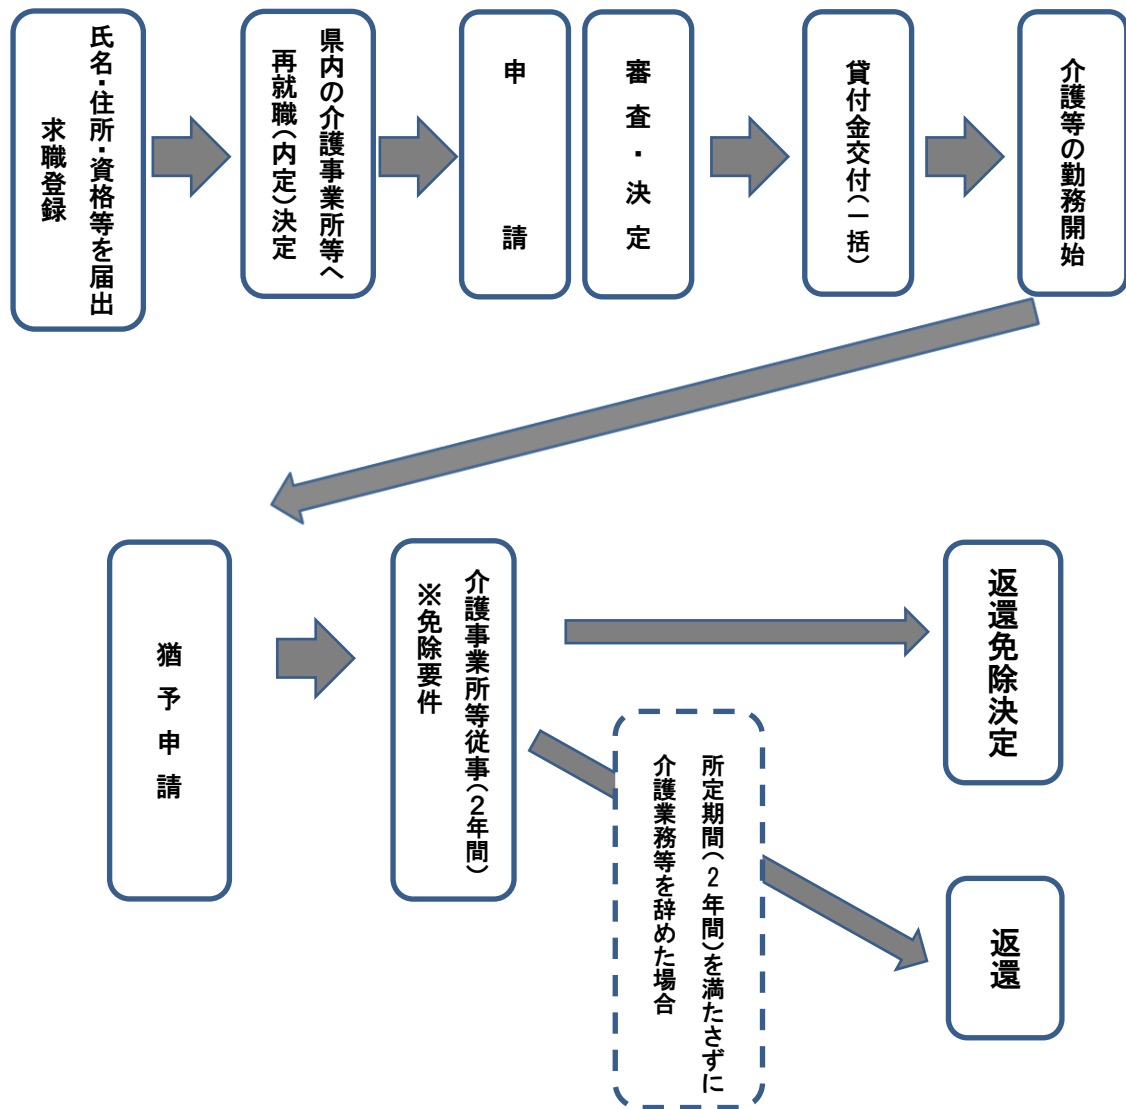 氏名・住所・資格等を届出
求職登録
県内の介護事業所等へ
再就職(内定)決定
申請
審査・決定
貸付金交付(一括)
介護等の勤務開始
猶予申請
介護事業所等従事(2年間)
※免除要件
所定期間(2年間)を満たさずに
介護業務等を辞めた場合
返還免除決定
返還